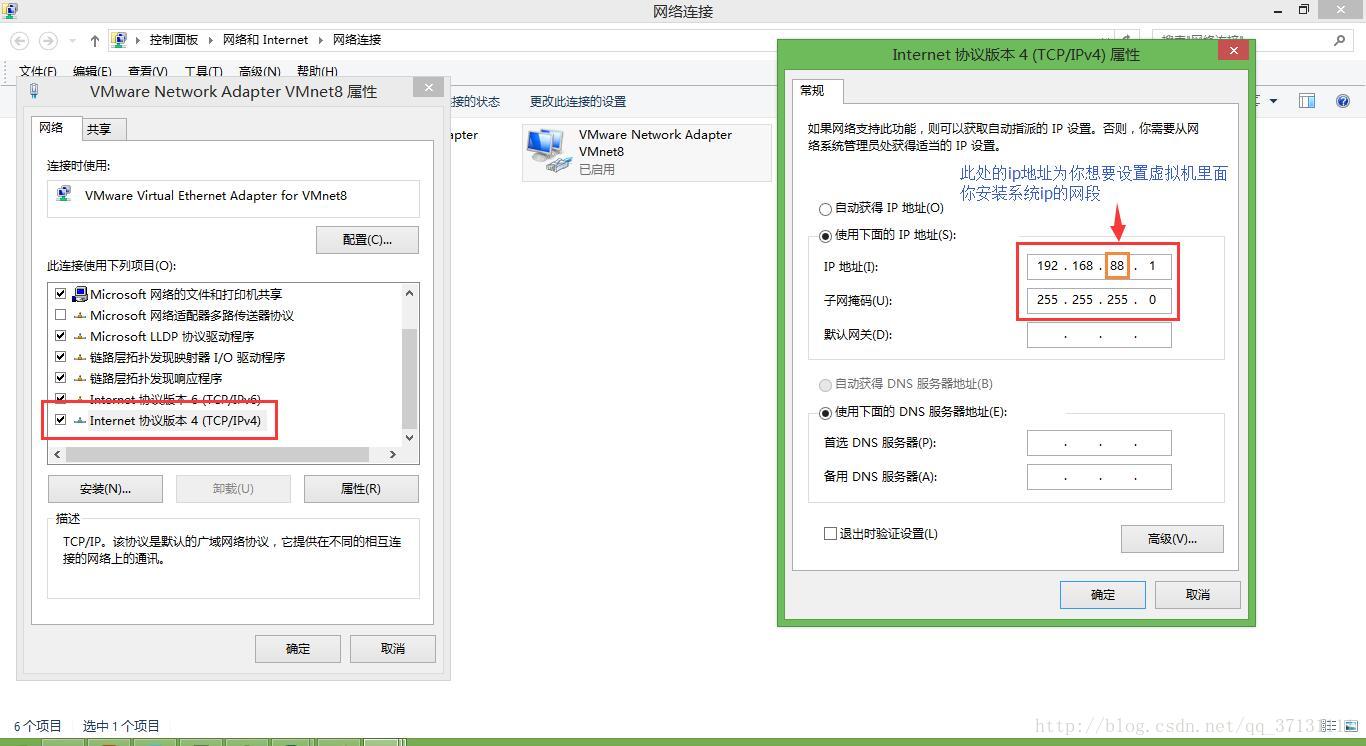 网络连接
控制面板 网络和 Internet 网络连接
搜索"网络连接"
文件(F) 编辑(E) 查看(V) 工具(T) 高级(N) 帮助(H)
接的状态 更改此连接的设置
apter
VMware Network Adapter
VMnet8
已启用
VMware Network Adapter VMnet8 属性
网络 共享
连接时使用:
VMware Virtual Ethernet Adapter for VMnet8
配置(C)...
此连接使用下列项目(O):
Microsoft 网络的文件和打印机共享
Microsoft 网络适配器多路传送器协议
Microsoft LLDP 协议驱动程序
链路层拓扑发现映射器 I/O 驱动程序
链路层拓扑发现响应程序
Internet 协议版本 6 (TCP/IPv6)
Internet 协议版本 4 (TCP/IPv4)
安装(N)... 卸载(U) 属性(R)
描述
TCP/IP。该协议是默认的广域网络协议，它提供在不同的相互连
接的网络上的通讯。
确定 取消
Internet 协议版本 4 (TCP/IPv4) 属性
常规
如果网络支持此功能，则可以获取自动指派的 IP 设置。否则，你需要从网
络系统管理员处获得适当的 IP 设置。
此处的ip地址为你想要设置虚拟机里面
你安装系统ip的网段
自动获得 IP 地址(O)
使用下面的 IP 地址(S):
IP 地址(I): 192 . 168 . 88 . 1
子网掩码(U): 255 . 255 . 255 . 0
默认网关(D): . . .
自动获得 DNS 服务器地址(B)
使用下面的 DNS 服务器地址(E):
首选 DNS 服务器(P): . . .
备用 DNS 服务器(A): . . .
退出时验证设置(L)
高级(V)...
确定 取消
6 个项目 选中 1 个项目